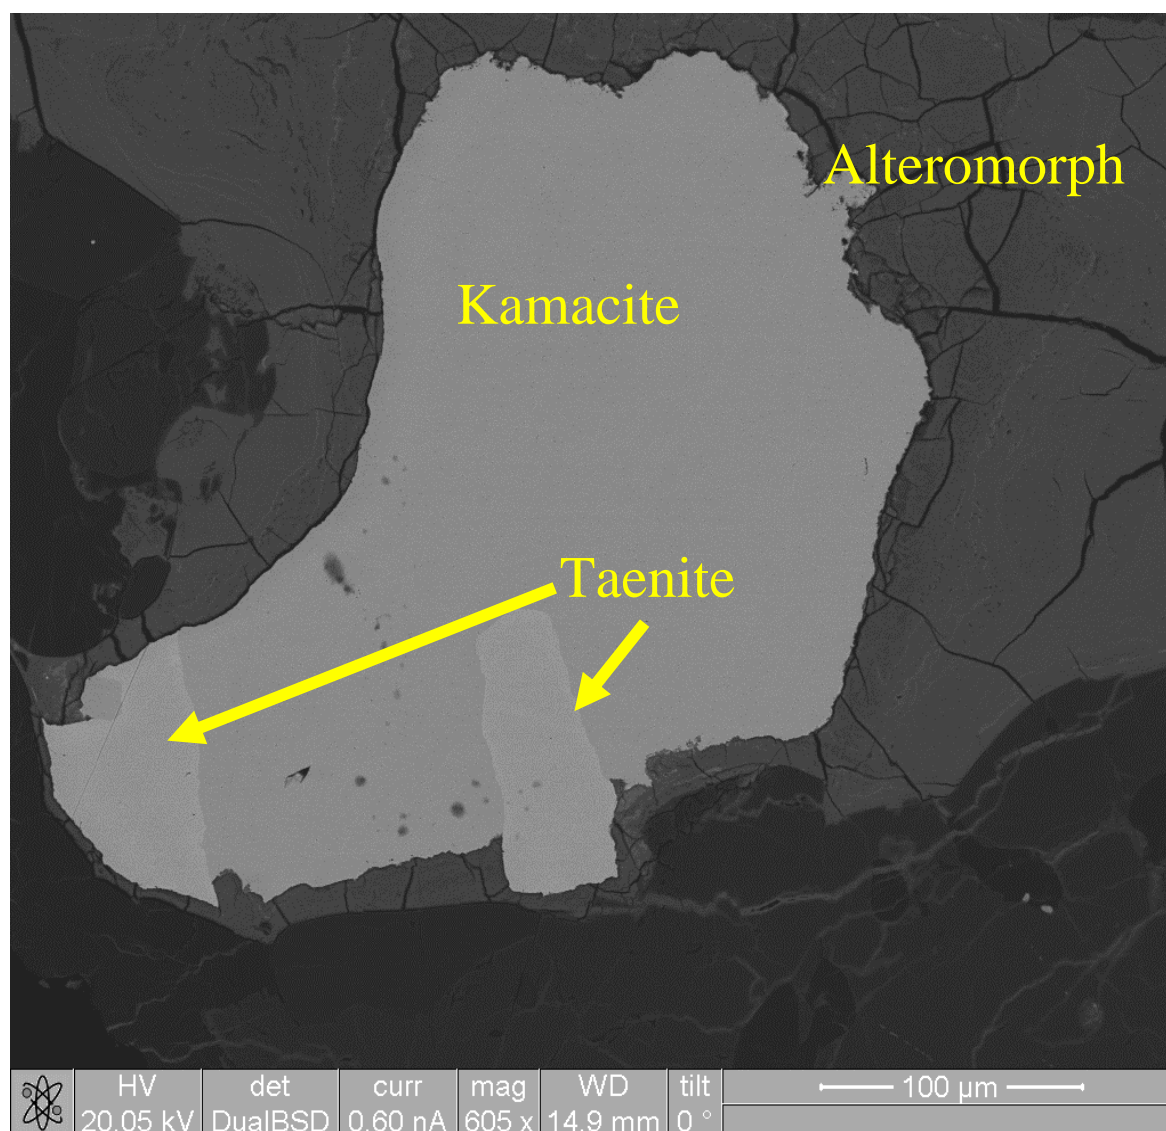 Alteromorph
Kamacite
Taenite
HV det curr mag WD tilt 100 µm
20.05 kV DualBSD 0.60 nA 605 x 14.9 mm 0 °